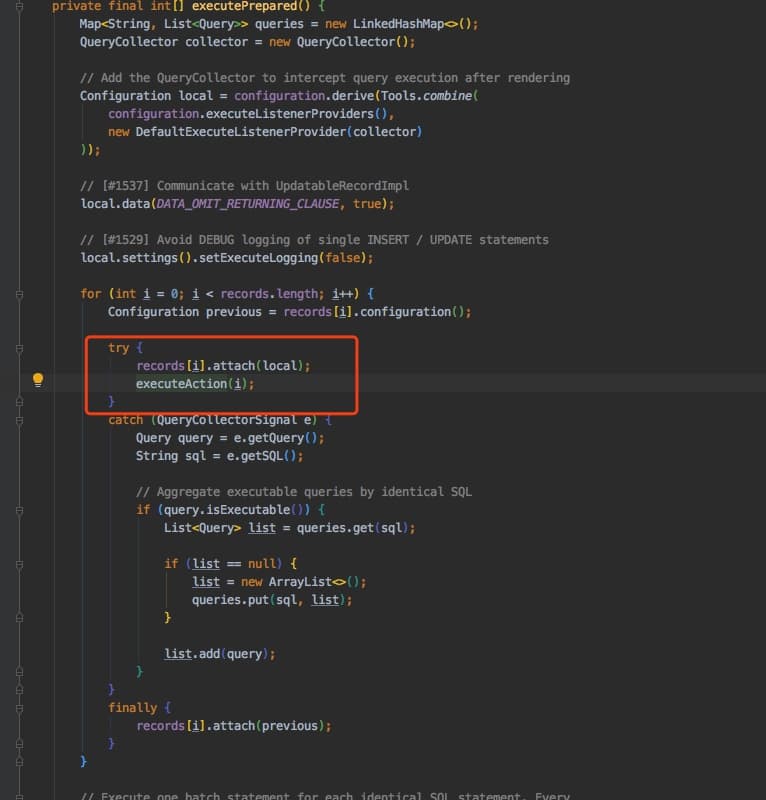 private final int[] executePrepared() {
Map<String, List<Query>> queries = new LinkedHashMap<>();
QueryCollector collector = new QueryCollector();
// Add the QueryCollector to intercept query execution after rendering
Configuration local = configuration.derive(Tools.combine(
configuration.executeListenerProviders(),
new DefaultExecuteListenerProvider(collector)
));
// [#1537] Communicate with UpdatableRecordImpl
local.data(DATA_OMIT_RETURNING_CLAUSE, true);
// [#1529] Avoid DEBUG logging of single INSERT / UPDATE statements
local.settings().setExecuteLogging(false);
for (int i = 0; i < records.length; i++) {
Configuration previous = records[i].configuration();
try {
records[i].attach(local);
executeAction(i);
}
catch (QueryCollectorSignal e) {
Query query = e.getQuery();
String sql = e.getSQL();
// Aggregate executable queries by identical SQL
if (query.isExecutable()) {
List<Query> list = queries.get(sql);
if (list == null) {
list = new ArrayList<>();
queries.put(sql, list);
}
list.add(query);
}
}
finally {
records[i].attach(previous);
}
}
// Execute one batch statement for each identical SQL statement. Every